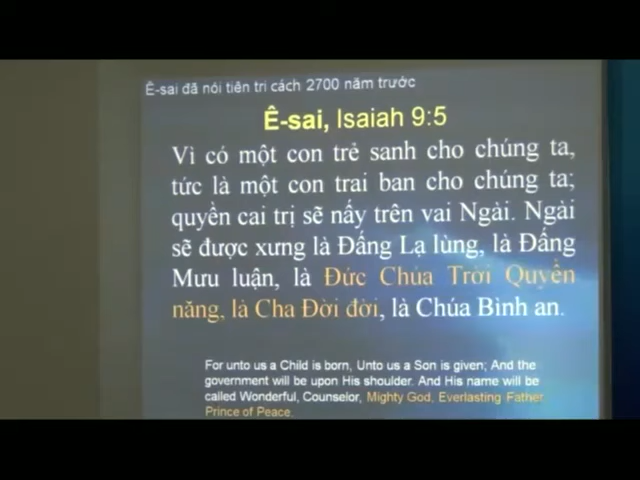 Ê-sai đã nói tiên tri cách 2700 năm trước
Ê-sai, Isaiah 9:5
Vì có một con trẻ sanh cho chúng ta,
tức là một con trai ban cho chúng ta;
quyền cai trị sẽ nấy trên vai Ngài. Ngài
sẽ được xưng là Đấng Lạ lùng, là Đấng
Mưu luận, là Đức Chúa Trời Quyền
năng, là Cha Đời đời, là Chúa Bình an.
For unto us a Child is born, Unto us a Son is given; And the
government will be upon His shoulder. And His name will be
called Wonderful, Counselor, Mighty God, Everlasting Father
Prince of Peace.